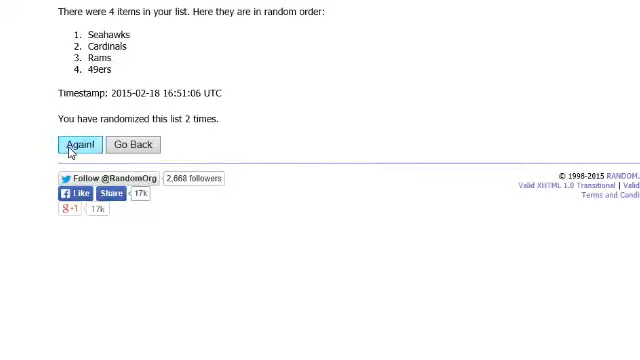 There were 4 items in your list. Here they are in random order:
1. Seahawks
2. Cardinals
3. Rams
4. 49ers
Timestamp: 2015-02-18 16:51:06 UTC
You have randomized this list 2 times.
Again! Go Back
Follow @RandomOrg 2,668 followers
Like Share 17k
g+1 17k
© 1998-2015 RANDOM.
Valid XHTML 1.0 Transitional | Valid
Terms and Condi